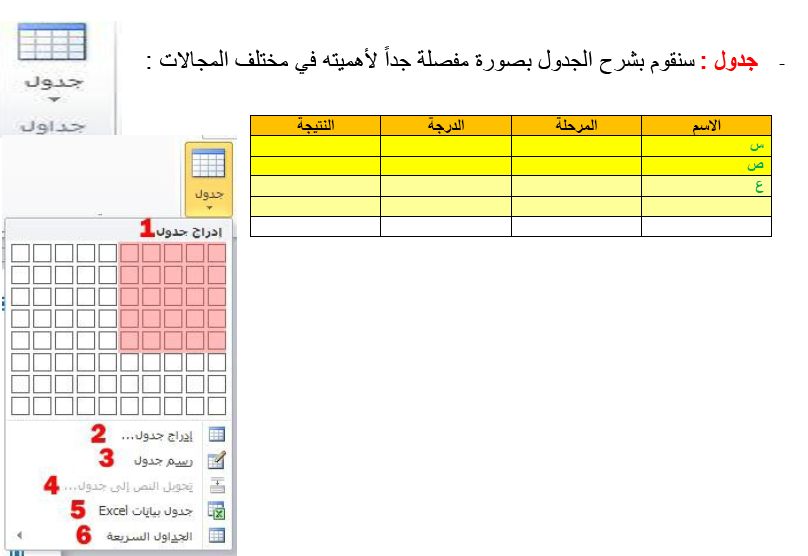 - جدول : سنقوم بشرح الجدول بصورة مفصلة جداً لأهميته في مختلف المجالات :
جدول
جداول
الاسم المرحلة الدرجة النتيجة
س
ص
ع
جدول
إدراج جدول 1
إدراج جدول... 2
رسم جدول 3
تحويل النص إلى جدول... 4
جدول بيانات Excel 5
الجداول السريعة 6